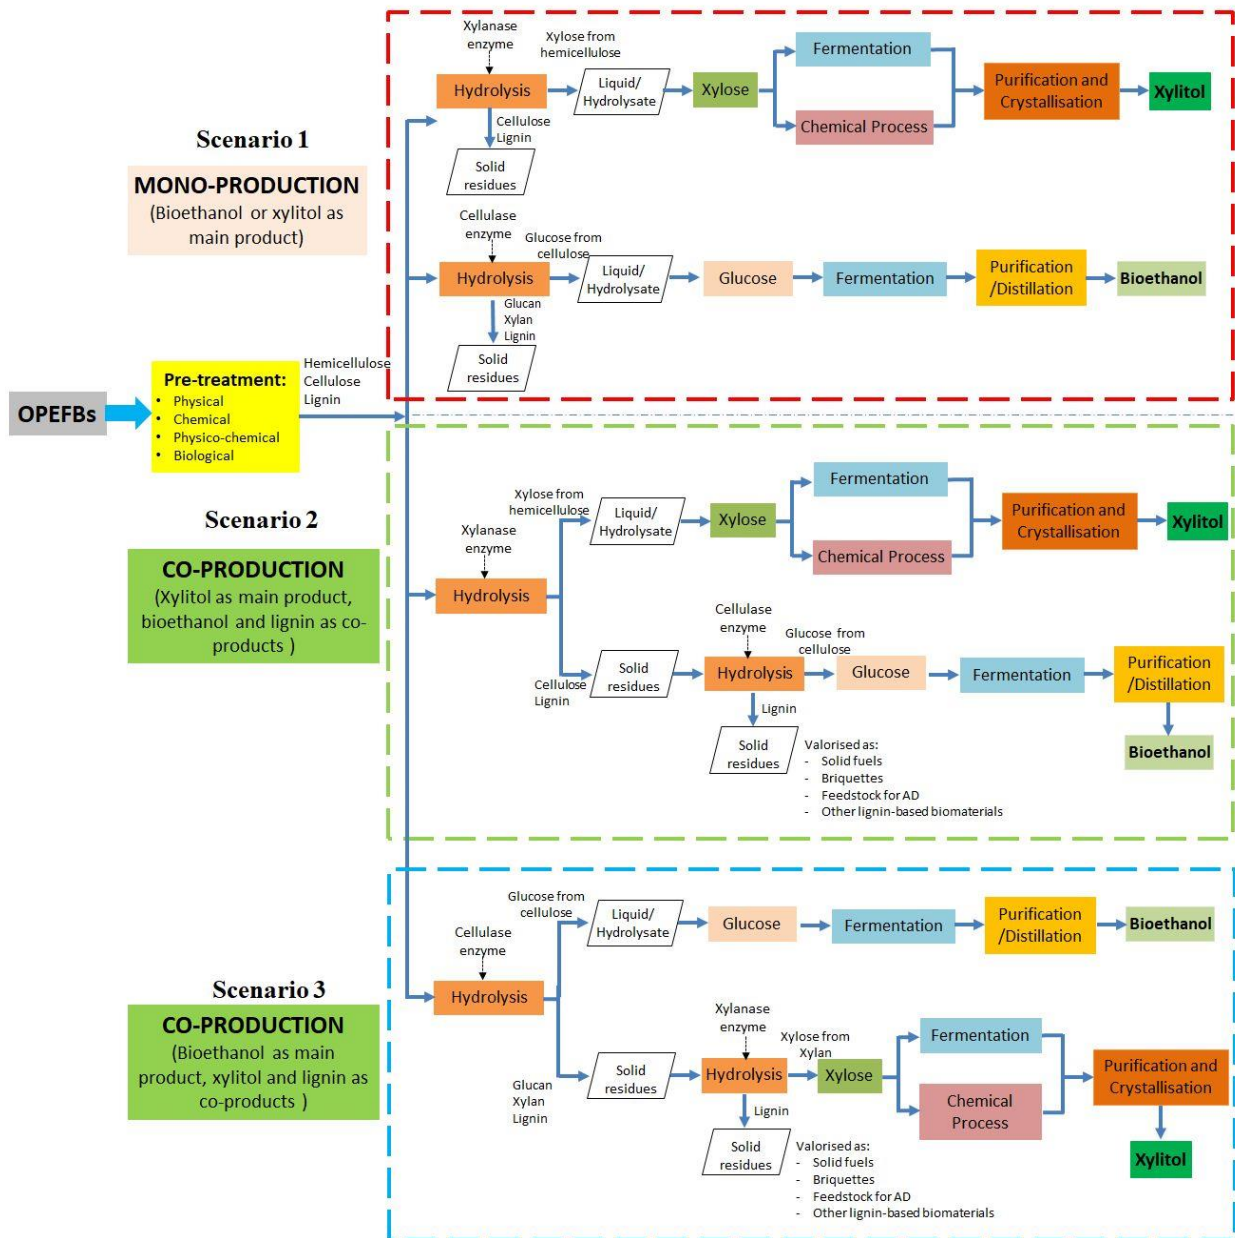 Xylanase
enzyme
Xylose from
hemicellulose
Hydrolysis
Liquid/
Hydrolysate
Xylose
Fermentation
Chemical Process
Purification and
Crystallisation
Xylitol
Cellulose
Lignin
Solid
residues
Scenario 1
MONO-PRODUCTION
(Bioethanol or xylitol as
main product)
Cellulase
enzyme
Glucose from
cellulose
Hydrolysis
Liquid/
Hydrolysate
Glucose
Fermentation
Purification
/Distillation
Bioethanol
Glucan
Xylan
Lignin
Solid
residues
OPEFBs
Pre-treatment:
• Physical
• Chemical
• Physico-chemical
• Biological
Hemicellulose
Cellulose
Lignin
Scenario 2
CO-PRODUCTION
(Xylitol as main product,
bioethanol and lignin as co-
products )
Xylanase
enzyme
Hydrolysis
Xylose from
hemicellulose
Liquid/
Hydrolysate
Xylose
Fermentation
Chemical Process
Purification and
Crystallisation
Xylitol
Cellulose
Lignin
Solid
residues
Cellulase
enzyme
Hydrolysis
Glucose from
cellulose
Glucose
Fermentation
Purification
/Distillation
Bioethanol
Lignin
Solid
residues
Valorised as:
- Solid fuels
- Briquettes
- Feedstock for AD
- Other lignin-based biomaterials
Scenario 3
CO-PRODUCTION
(Bioethanol as main
product, xylitol and lignin as
co-products )
Cellulase
enzyme
Hydrolysis
Glucose from
cellulose
Liquid/
Hydrolysate
Glucose
Fermentation
Purification
/Distillation
Bioethanol
Glucan
Xylan
Lignin
Solid
residues
Xylanase
enzyme
Hydrolysis
Xylose from
Xylan
Xylose
Fermentation
Chemical
Process
Purification and
Crystallisation
Xylitol
Lignin
Solid
residues
Valorised as:
- Solid fuels
- Briquettes
- Feedstock for AD
- Other lignin-based biomaterials